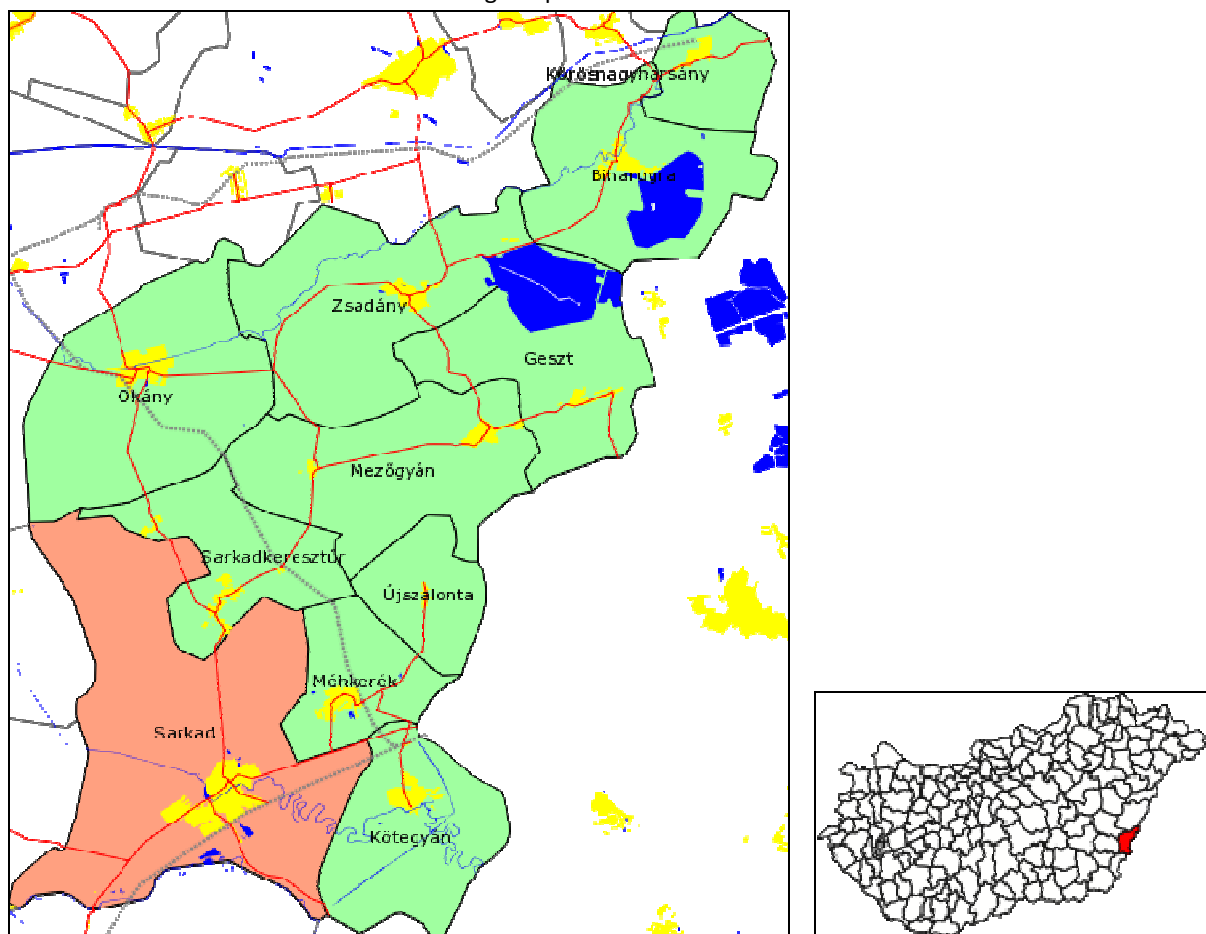 Körösnagyharsány
Biharugra
Zsadány
Geszt
Okány
Mezőgyán
Sarkadkeresztúr
Újszalonta
Méhkerék
Sarkad
Kötegyán